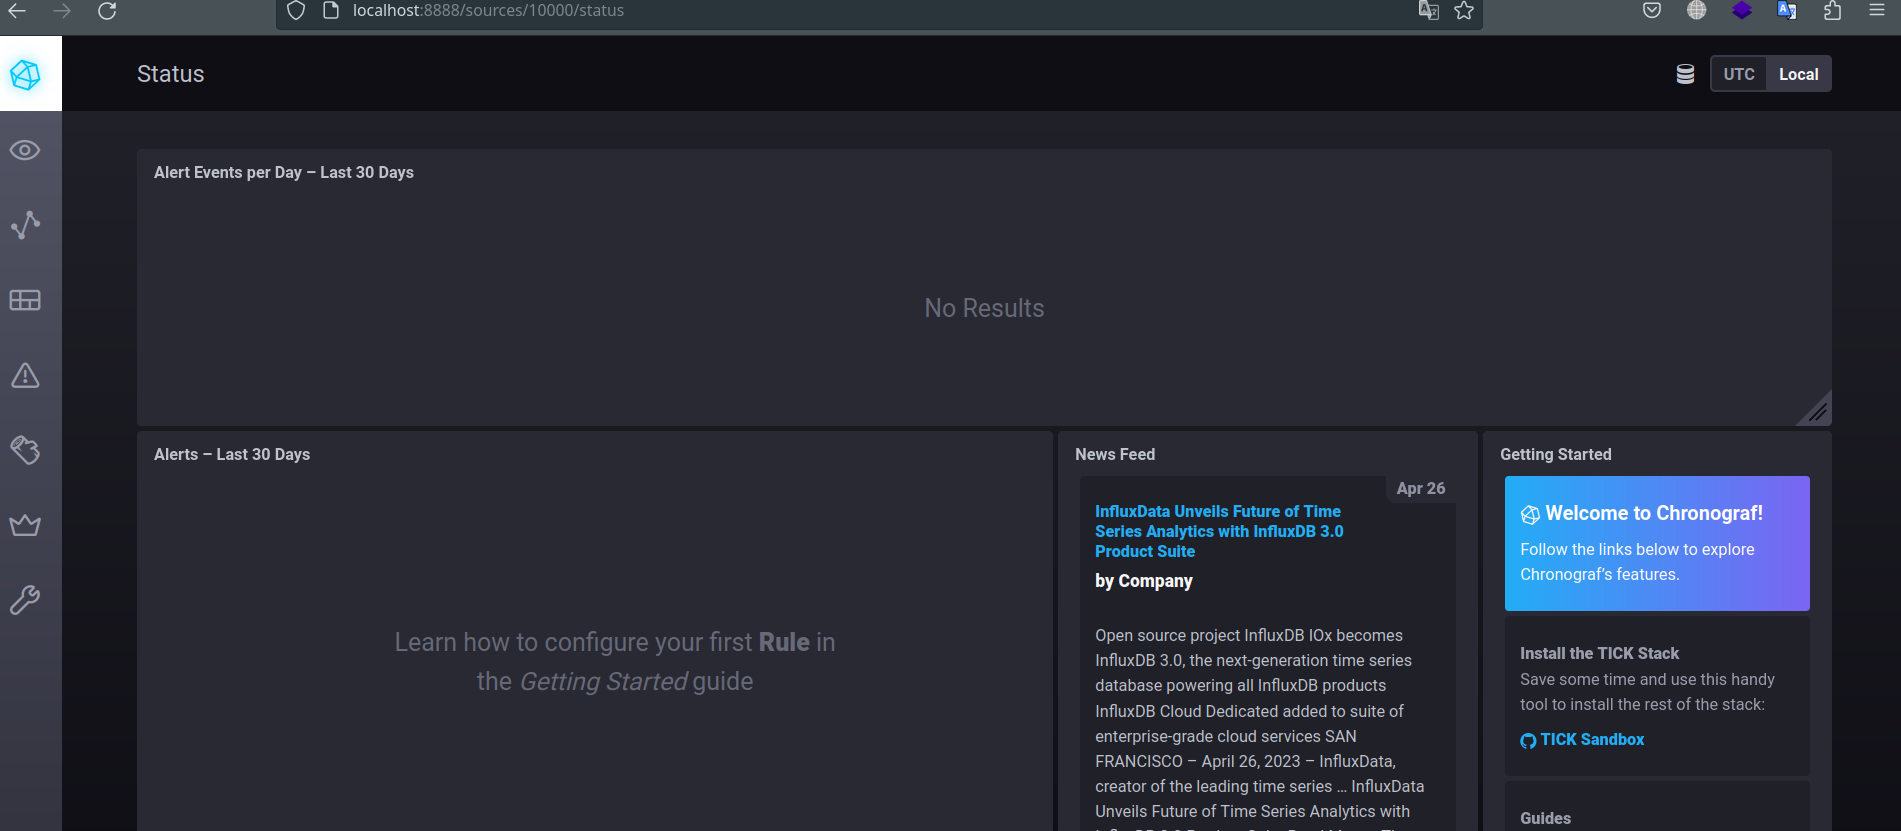 localhost:8888/sources/10000/status
Status
UTC
Local
Alert Events per Day – Last 30 Days
No Results
Alerts – Last 30 Days
Learn how to configure your first Rule in
the Getting Started guide
News Feed
Apr 26
InfluxData Unveils Future of Time
Series Analytics with InfluxDB 3.0
Product Suite
by Company
Open source project InfluxDB IOx becomes
InfluxDB 3.0, the next-generation time series
database powering all InfluxDB products
InfluxDB Cloud Dedicated added to suite of
enterprise-grade cloud services SAN
FRANCISCO – April 26, 2023 – InfluxData,
creator of the leading time series ... InfluxData
Unveils Future of Time Series Analytics with
Getting Started
Welcome to Chronograf!
Follow the links below to explore
Chronograf's features.
Install the TICK Stack
Save some time and use this handy
tool to install the rest of the stack:
TICK Sandbox
Guides